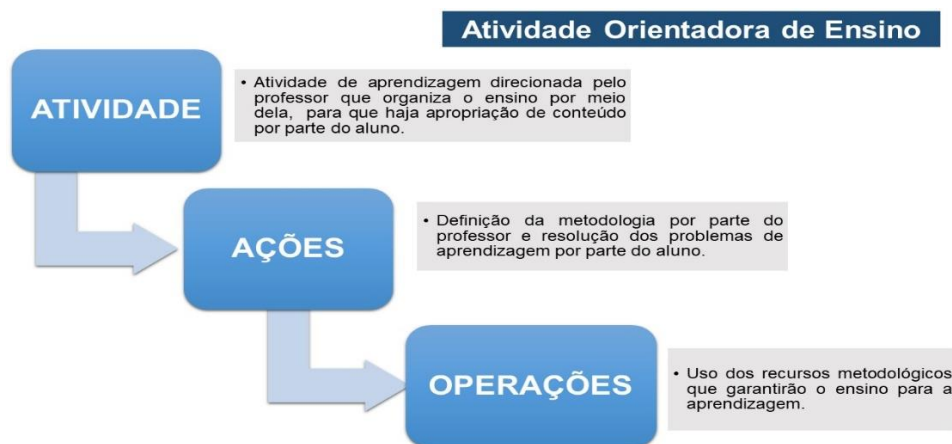 Atividade Orientadora de Ensino
ATIVIDADE
• Atividade de aprendizagem direcionada pelo
professor que organiza o ensino por meio
dela, para que haja apropriação de conteúdo
por parte do aluno.
AÇÕES
• Definição da metodologia por parte do
professor e resolução dos problemas de
aprendizagem por parte do aluno.
OPERAÇÕES
• Uso dos recursos metodológicos
que garantirão o ensino para a
aprendizagem.